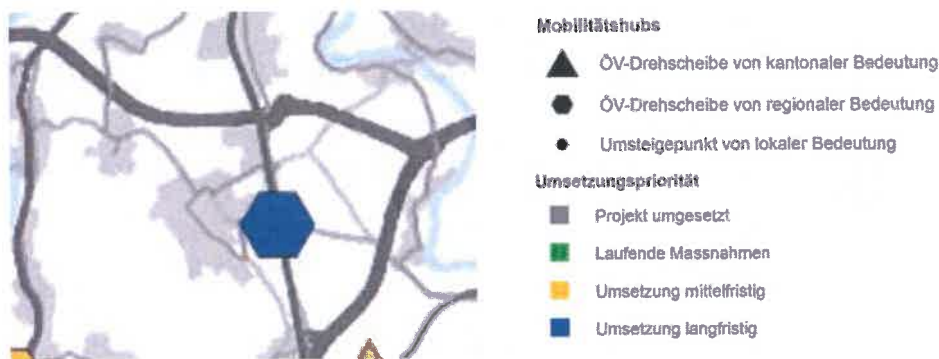 Mobilitätshubs
ÖV-Drehscheibe von kantonaler Bedeutung
ÖV-Drehscheibe von regionaler Bedeutung
Umsteigepunkt von lokaler Bedeutung
Umsetzungspriorität
Projekt umgesetzt
Laufende Massnahmen
Umsetzung mittelfristig
Umsetzung langfristig